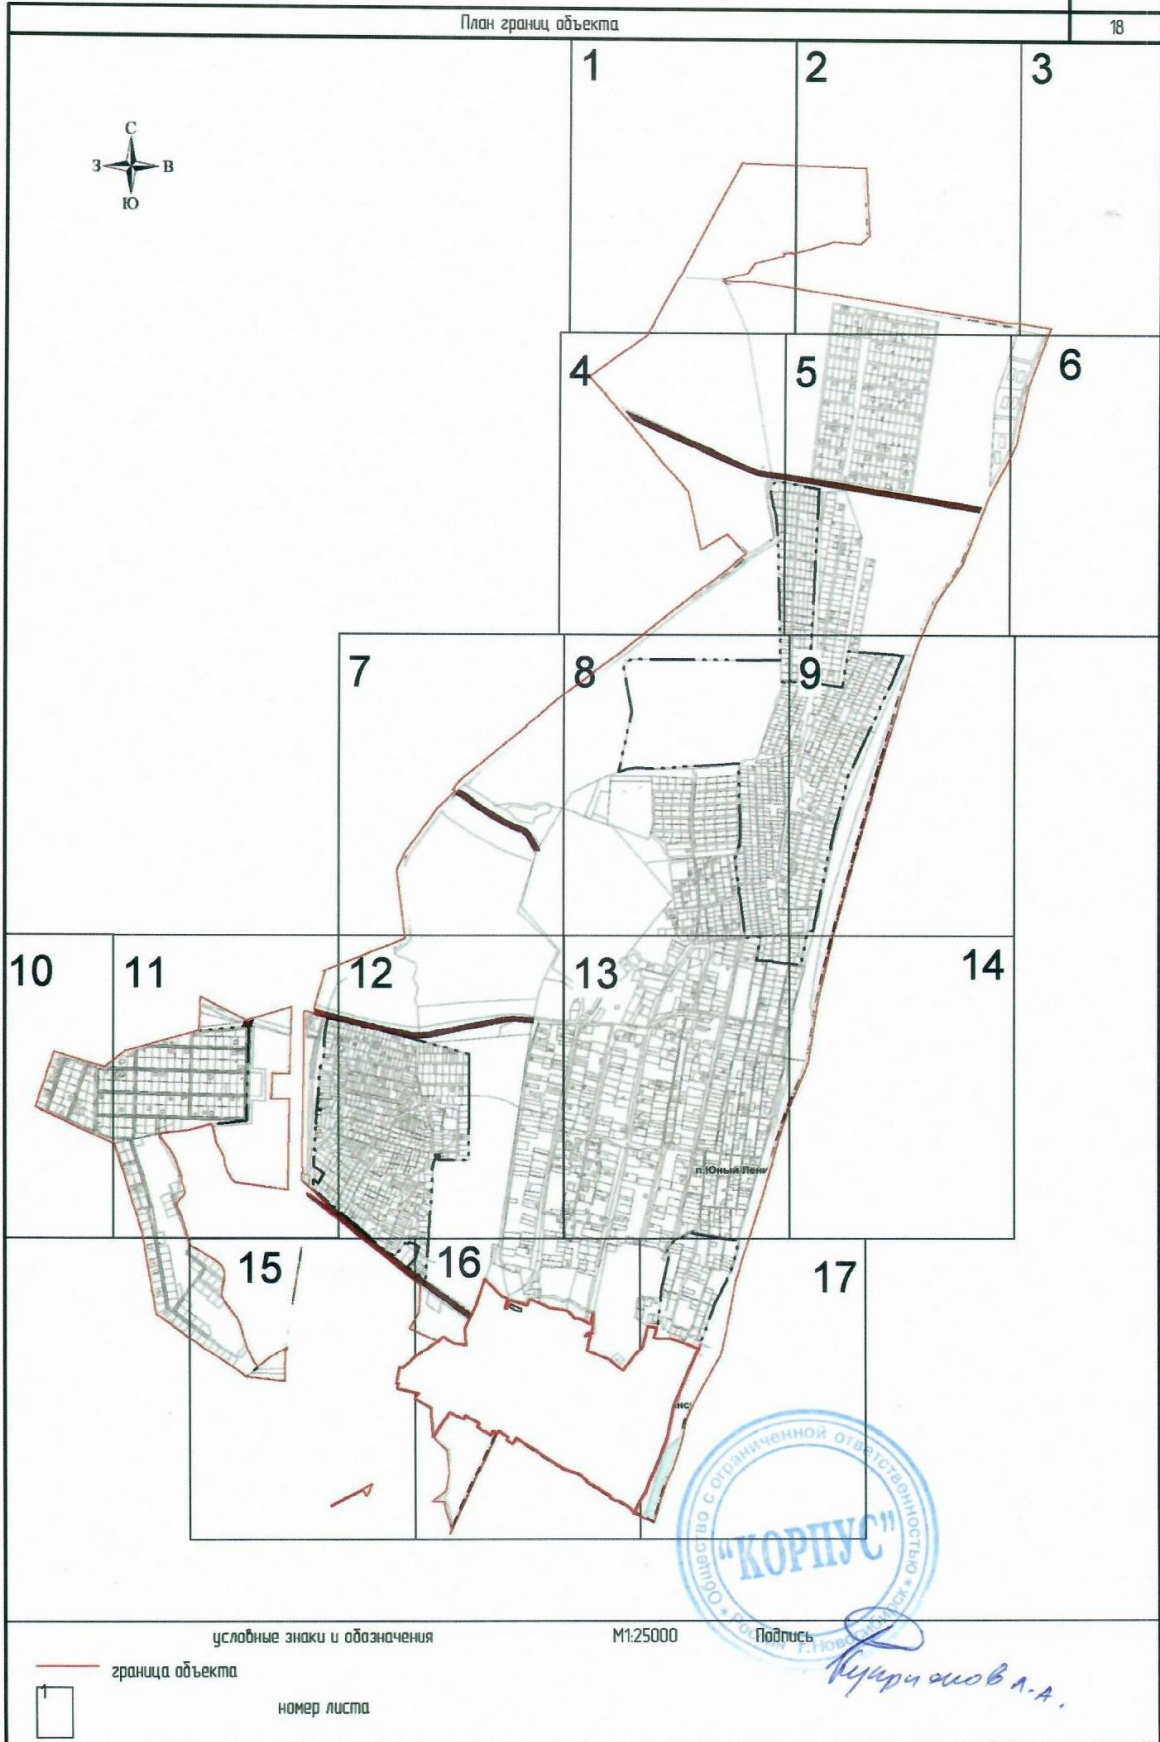 План границ объекта
18
1
2
3
С
З В
Ю
4
5
6
7
8
9
10
11
12
13
14
п.Юный Лени
15
16
17
нс
Общество с ограниченной ответственностью * Россия г.Новосибирск *
"КОРПУС"
условные знаки и обозначения
М1:25000
Подпись
граница объекта
1
номер листа
Л.А.